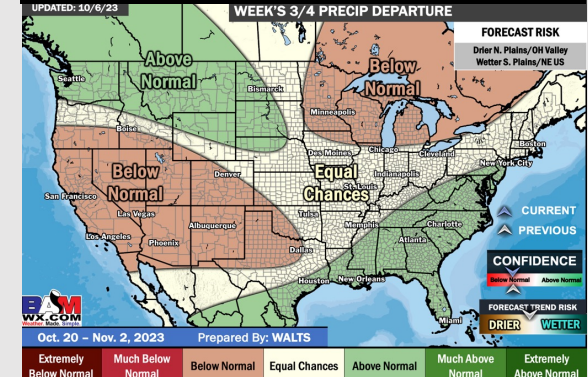 UPDATED: 10/6/23
WEEK'S 3/4 PRECIP DEPARTURE
FORECAST RISK
Drier N. Plains/OH Valley
Wetter S. Plains/NE US
Above
Normal
Below
Normal
Seattle
Bismarck
Minneapolis
Boise
Boston
Des Moines
Chicago
Cleveland
New York City
Below
Normal
Denver
Equal
Chances
Indianapolis
St. Louis
San Francisco
Las Vegas
Tulsa
Los Angeles
Phoenix
Albuquerque
Memphis
Charlotte
Atlanta
Dallas
Houston
New Orleans
Miami
CURRENT
PREVIOUS
CONFIDENCE
Below Normal
Above Normal
FORECAST TREND RISK
DRIER
WETTER
BAM
WX.COM
Weather. Made. Simple.
Oct. 20 – Nov. 2, 2023
Prepared By: WALTS
Extremely
Below Normal
Much Below
Normal
Below Normal
Equal Chances
Above Normal
Much Above
Normal
Extremely
Above Normal